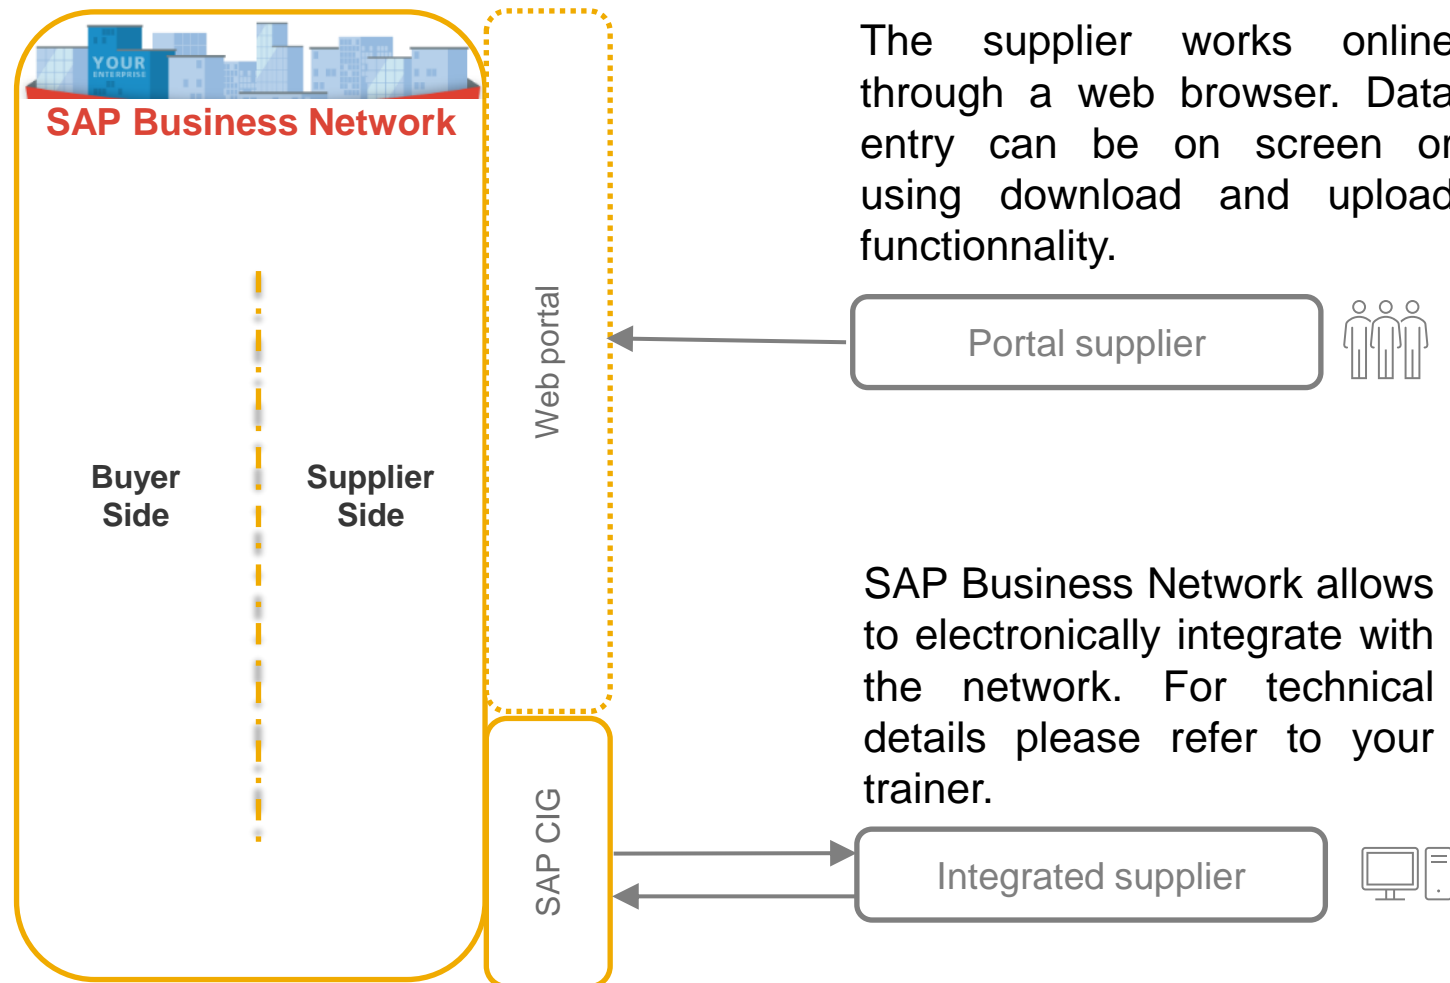 YOUR
ENTERPRISE
SAP Business Network
Buyer
Side
Supplier
Side
Web portal
SAP CIG
The supplier works online
through a web browser. Data
entry can be on screen or
using download and upload
functionnality.
Portal supplier
SAP Business Network allows
to electronically integrate with
the network. For technical
details please refer to your
trainer.
Integrated supplier